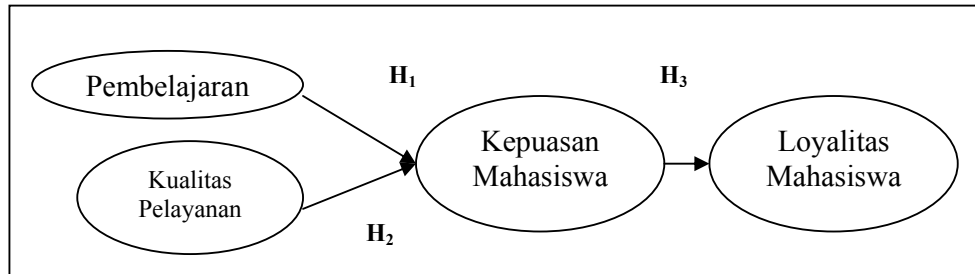 Pembelajaran
H1
H3
Kualitas
Pelayanan
H2
Kepuasan
Mahasiswa
Loyalitas
Mahasiswa